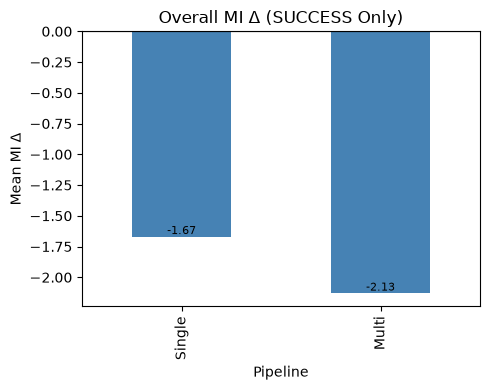 Overall MI Δ (SUCCESS Only)
Mean MI Δ
0.00
−0.25
−0.50
−0.75
−1.00
−1.25
−1.50
−1.75
−2.00
-1.67
-2.13
Single
Multi
Pipeline